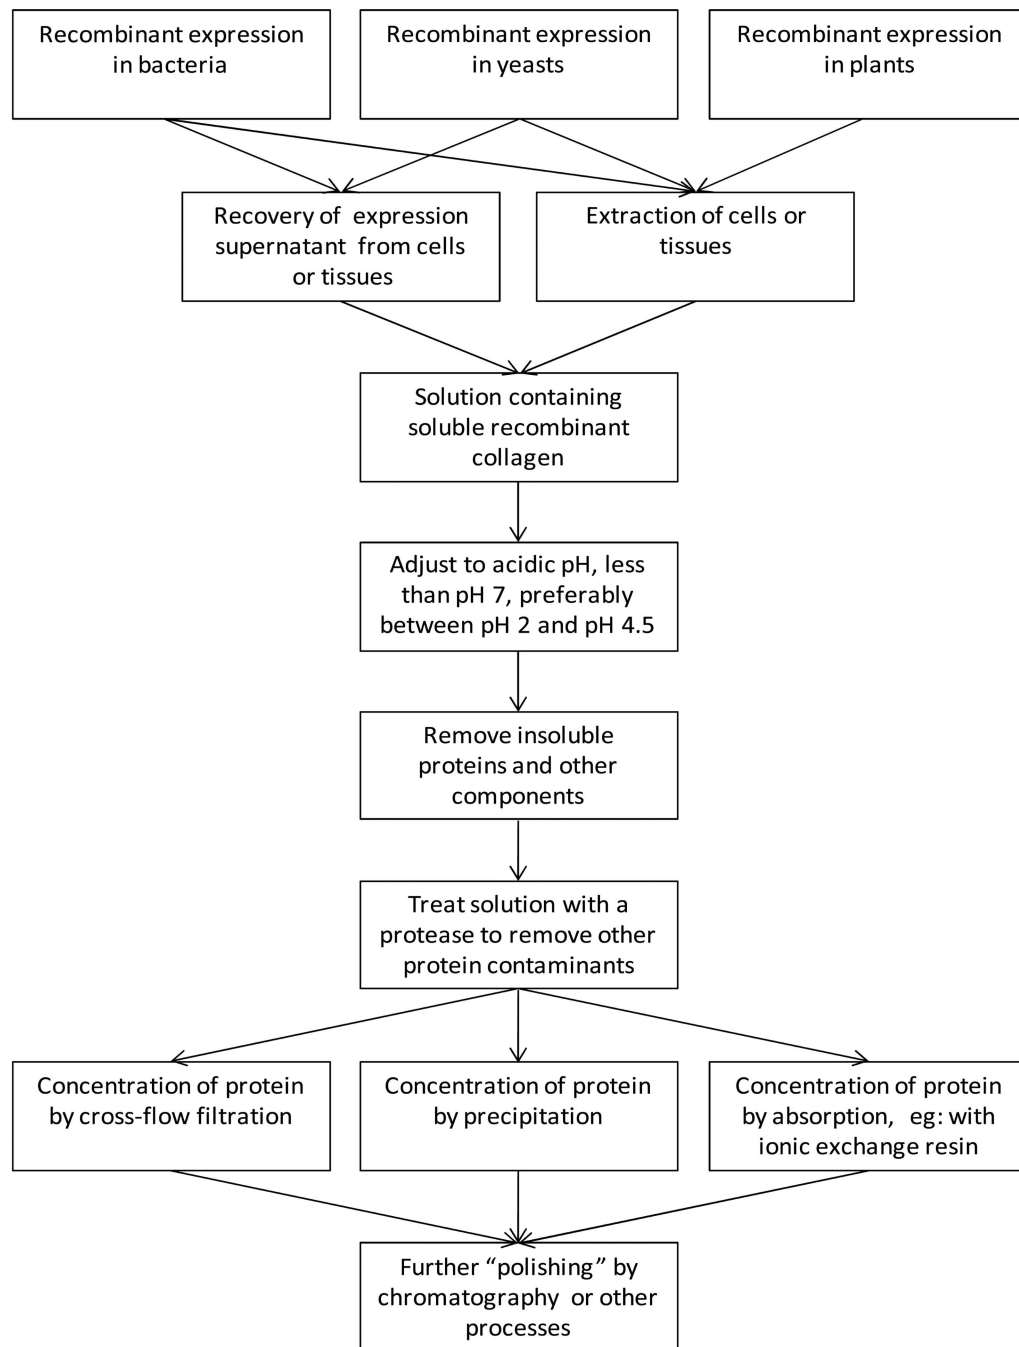 Recombinant expression
in bacteria
Recombinant expression
in yeasts
Recombinant expression
in plants
Recovery of expression
supernatant from cells
or tissues
Extraction of cells or
tissues
Solution containing
soluble recombinant
collagen
Adjust to acidic pH, less
than pH 7, preferably
between pH 2 and pH 4.5
Remove insoluble
proteins and other
components
Treat solution with a
protease to remove other
protein contaminants
Concentration of protein
by cross-flow filtration
Concentration of protein
by precipitation
Concentration of protein
by absorption, eg: with
ionic exchange resin
Further “polishing” by
chromatography or other
processes